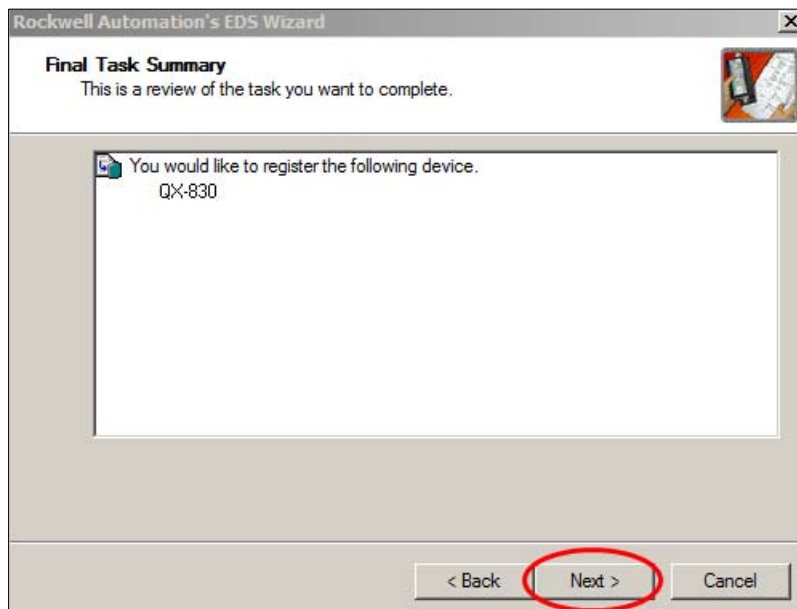 Rockwell Automation's EDS Wizard
Final Task Summary
This is a review of the task you want to complete.
You would like to register the following device.
QX-830
< Back Next > Cancel